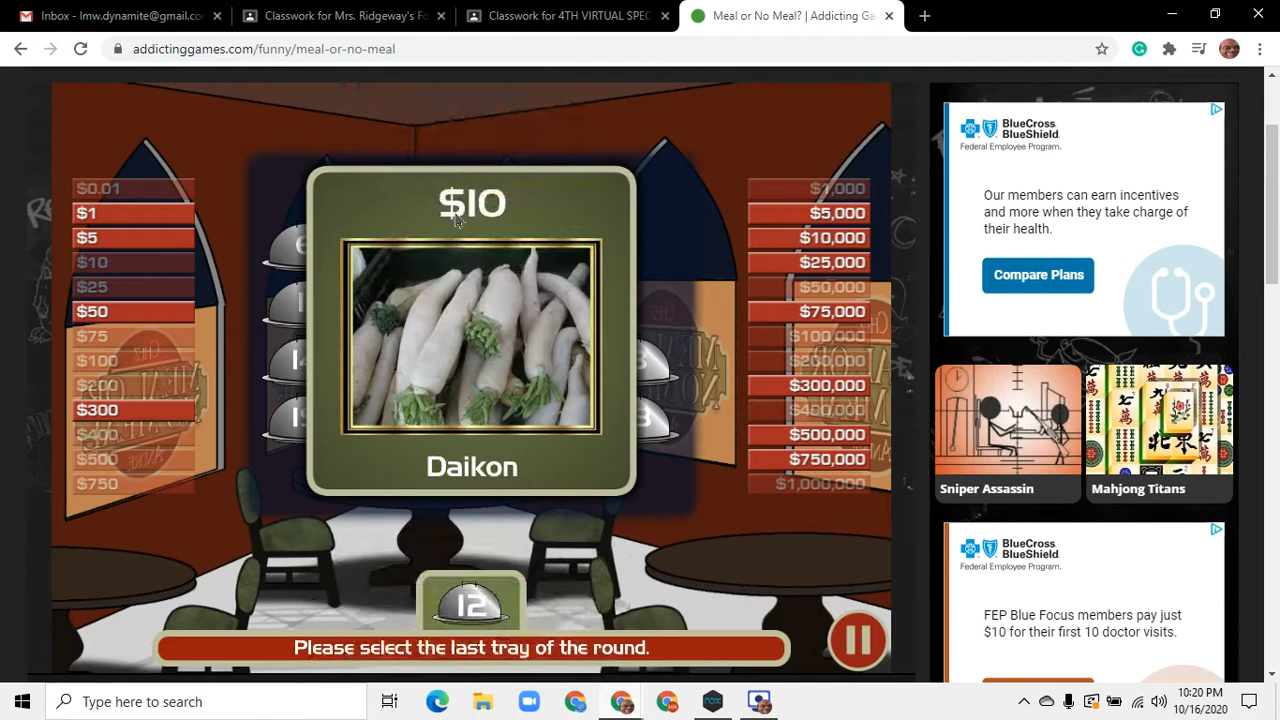 Inbox - lmw.dynamite@gmail.co
Classwork for Mrs. Ridgeway's Fo
Classwork for 4TH VIRTUAL SPEC
Meal or No Meal? | Addicting Ga
addictinggames.com/funny/meal-or-no-meal
$0.01
$1
$5
$10
$25
$50
$75
$100
$200
$300
$400
$500
$750
$10
Daikon
$1,000
$5,000
$10,000
$25,000
$50,000
$75,000
$100,000
$200,000
$300,000
$400,000
$500,000
$750,000
$1,000,000
12
Please select the last tray of the round.
BlueCross
BlueShield
Federal Employee Program.
Our members can earn incentives
and more when they take charge of
their health.
Compare Plans
Sniper Assassin
Mahjong Titans
BlueCross
BlueShield
Federal Employee Program.
FEP Blue Focus members pay just
$10 for their first 10 doctor visits.
Type here to search
nox
10:20 PM
10/16/2020